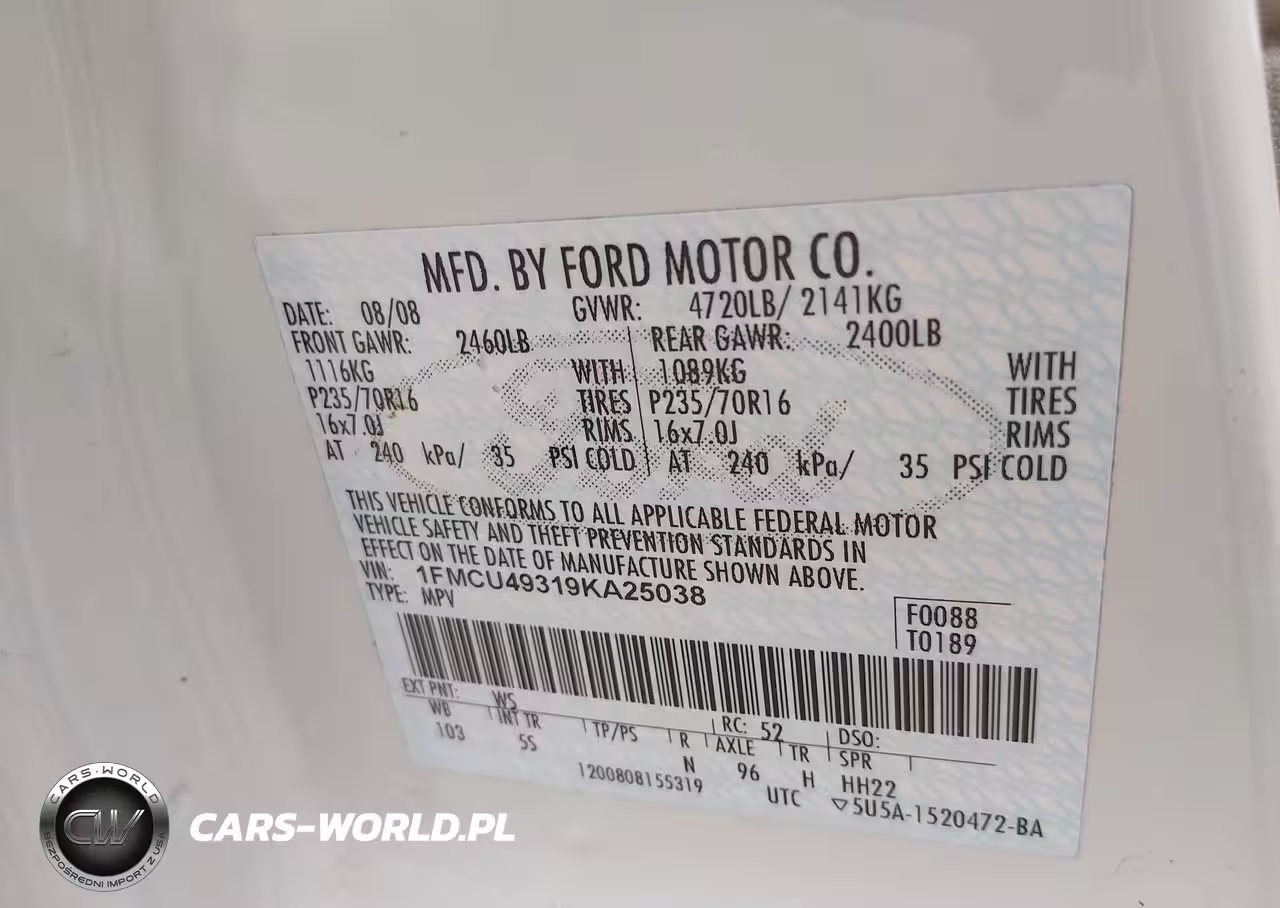 MFD. BY FORD MOTOR CO.
DATE: 08/08 GVWR: 4720LB/ 2141KG
FRONT GAWR: 2460LB REAR GAWR: 2400LB
1116KG WITH 1089KG WITH
P235/70R16 TIRES P235/70R16 TIRES
16x7.0J RIMS 16x7.0J RIMS
AT 240 kPa/ 35 PSI COLD AT 240 kPa/ 35 PSI COLD
Ford
THIS VEHICLE CONFORMS TO ALL APPLICABLE FEDERAL MOTOR
VEHICLE SAFETY AND THEFT PREVENTION STANDARDS IN
EFFECT ON THE DATE OF MANUFACTURE SHOWN ABOVE.
VIN: 1FMCU49319KA25038
TYPE: MPV
F0088
T0189
EXT PNT: WS RC: 52 DSO:
WB INT TR TP/PS R AXLE TR SPR
103 5S N 96 H HH22
1200808155319 UTC ▽5U5A-1520472-BA
CARS-WORLD
CW
BEZPOŚREDNI IMPORT Z USA
CARS-WORLD.PL